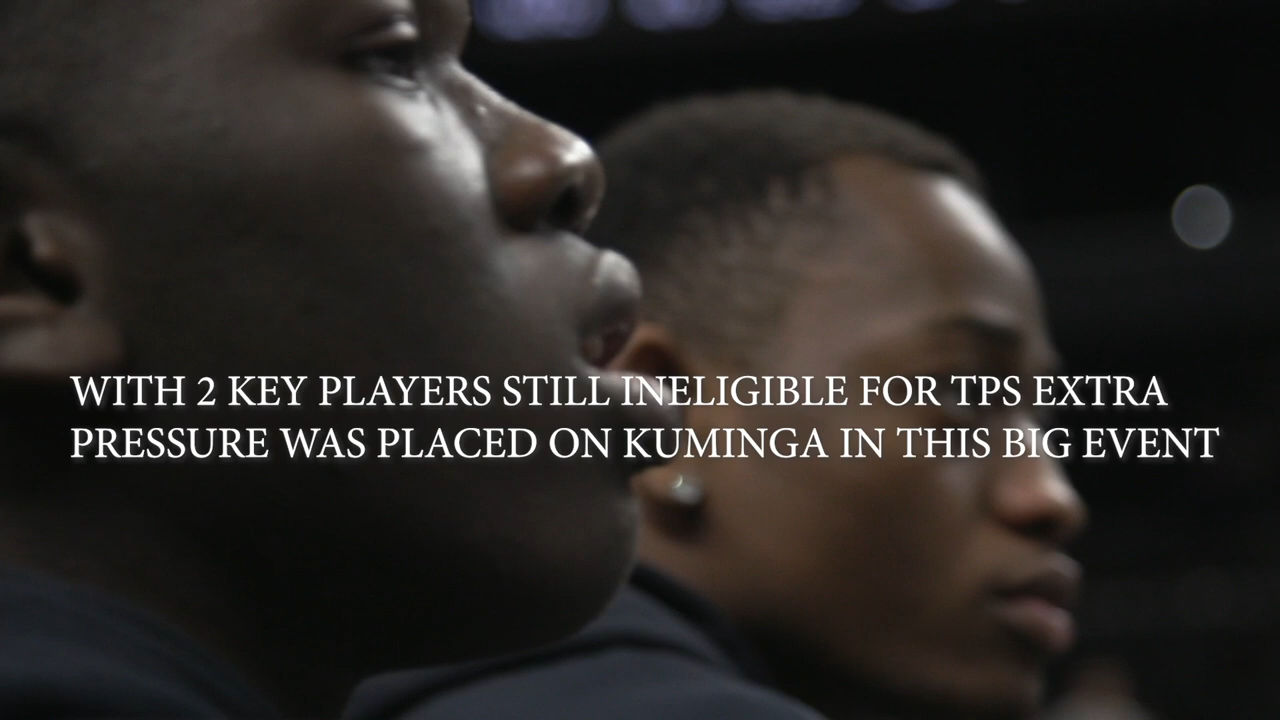 WITH 2 KEY PLAYERS STILL INELIGIBLE FOR TPS EXTRA
PRESSURE WAS PLACED ON KUMINGA IN THIS BIG EVENT